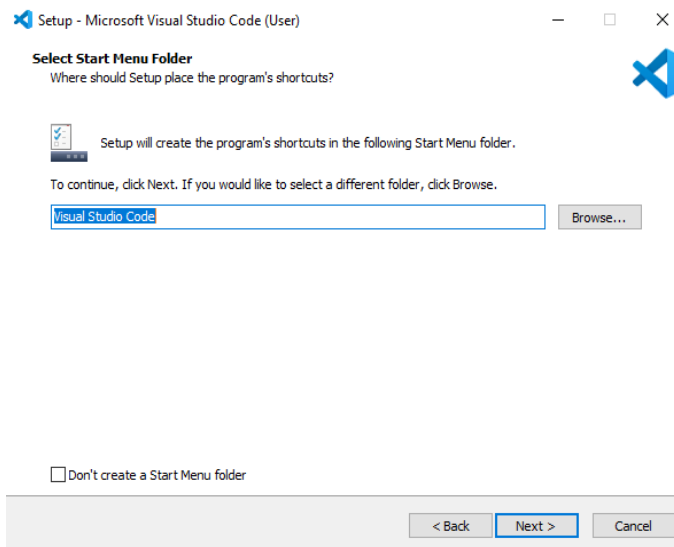 Setup - Microsoft Visual Studio Code (User)
Select Start Menu Folder
Where should Setup place the program's shortcuts?
Setup will create the program's shortcuts in the following Start Menu folder.
To continue, click Next. If you would like to select a different folder, click Browse.
Visual Studio Code
Browse...
Don't create a Start Menu folder
< Back
Next >
Cancel